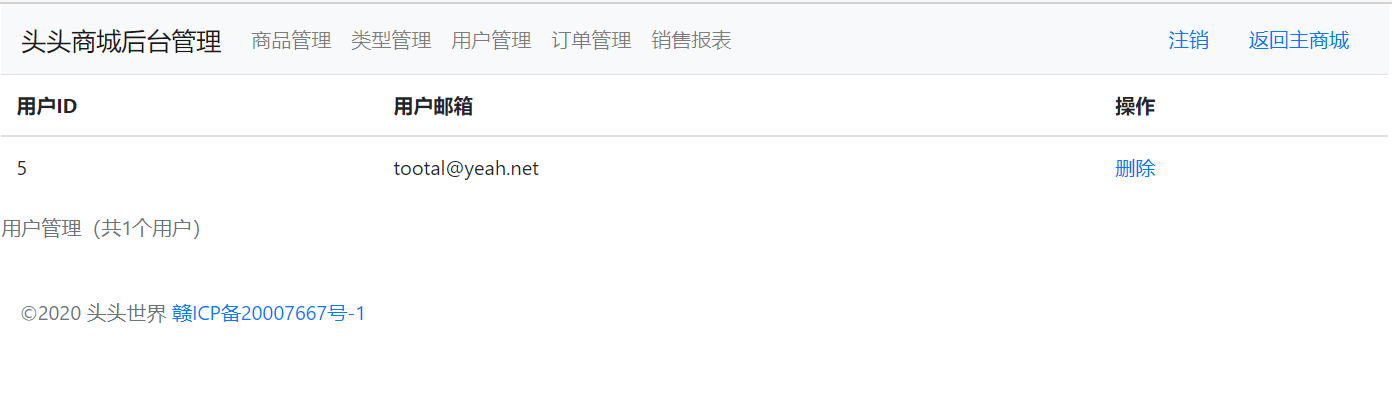 头头商城后台管理 商品管理 类型管理 用户管理 订单管理 销售报表 注销 返回主商城
用户ID 用户邮箱 操作
5 tootal@yeah.net 删除
用户管理（共1个用户）
©2020 头头世界 赣ICP备20007667号-1